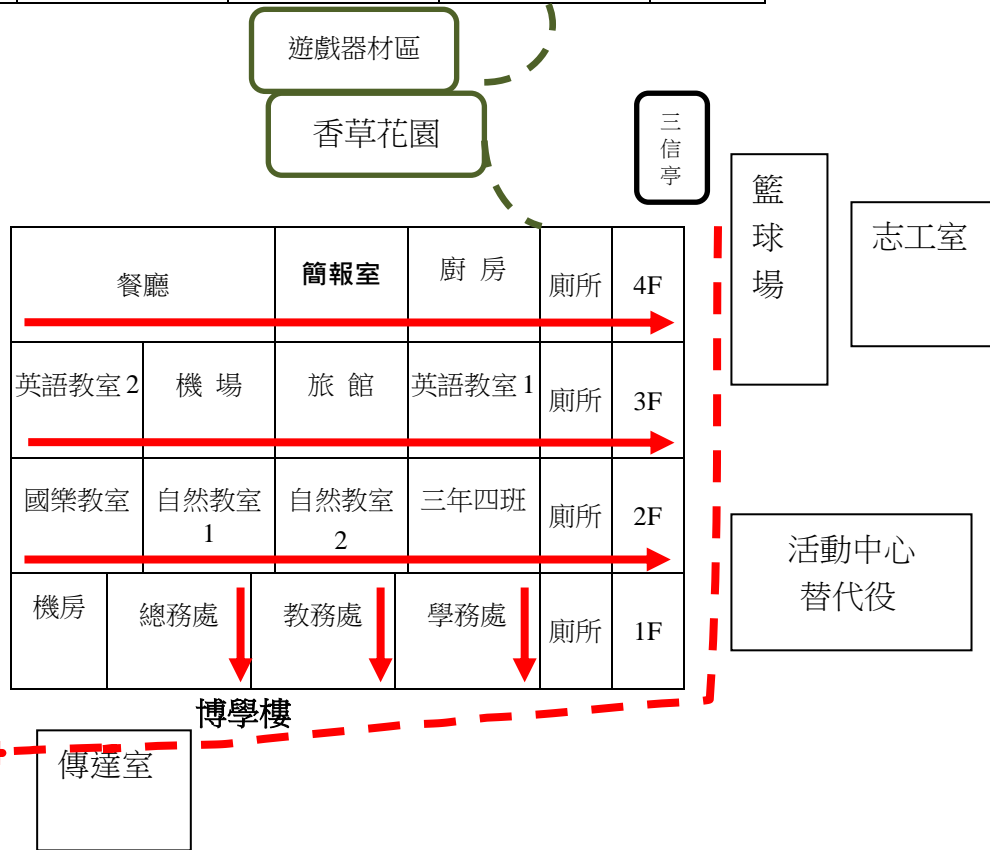 遊戲器材區
香草花園
三
信
亭
籃
球
場
志工室
餐廳
簡報室
廚 房
廁所
4F
英語教室2
機 場
旅 館
英語教室1
廁所
3F
國樂教室
自然教室
1
自然教室
2
三年四班
廁所
2F
活動中心
替代役
機房
總務處
教務處
學務處
廁所
1F
博學樓
傳達室